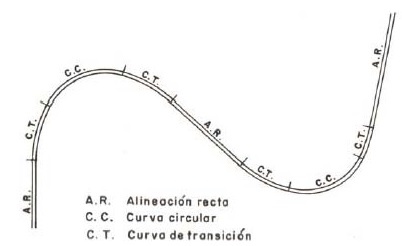 A.R.
C.T.
C.C.
C.T.
A.R.
C.T.
C.C.
C.T.
A.R.
A.R. Alineación recta
C.C. Curva circular
C.T. Curva de transición